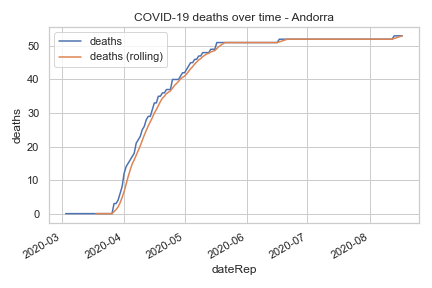 COVID-19 deaths over time - Andorra
deaths
deaths (rolling)
50
40
30
20
10
0
deaths
2020-03
2020-04
2020-05
2020-06
2020-07
2020-08
dateRep